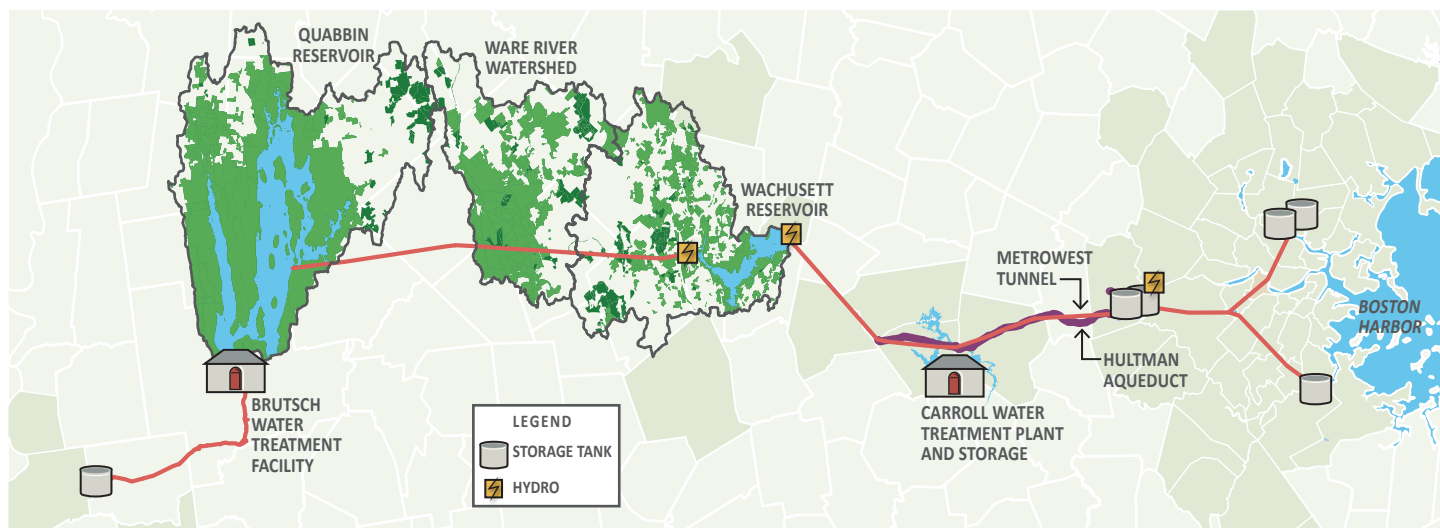 QUABBIN
RESERVOIR
WARE RIVER
WATERSHED
WACHUSETT
RESERVOIR
METROWEST
TUNNEL
BOSTON
HARBOR
HULTMAN
AQUEDUCT
BRUTSCH
WATER
TREATMENT
FACILITY
CARROLL WATER
TREATMENT PLANT
AND STORAGE
LEGEND
STORAGE TANK
HYDRO